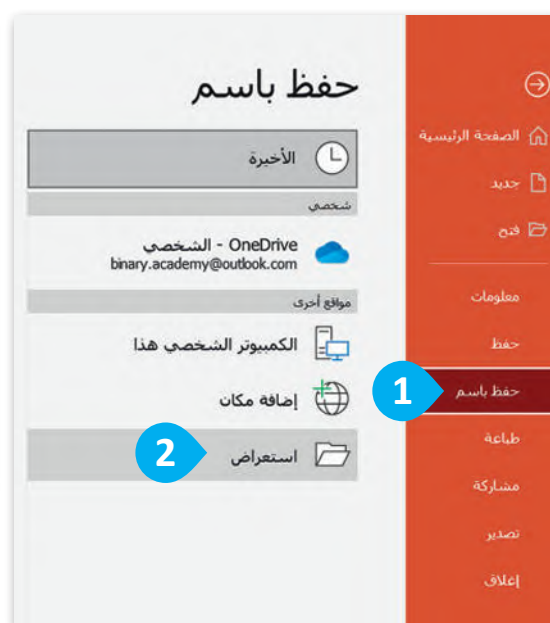 حفظ باسم
الأخيرة
شخصي
OneDrive - الشخصي
binary.academy@outlook.com
مواقع أخرى
الكمبيوتر الشخصي هذا
إضافة مكان
استعراض
2
الصفحة الرئيسية
جديد
فتح
معلومات
حفظ
حفظ باسم
1
طباعة
مشاركة
تصدير
إغلاق